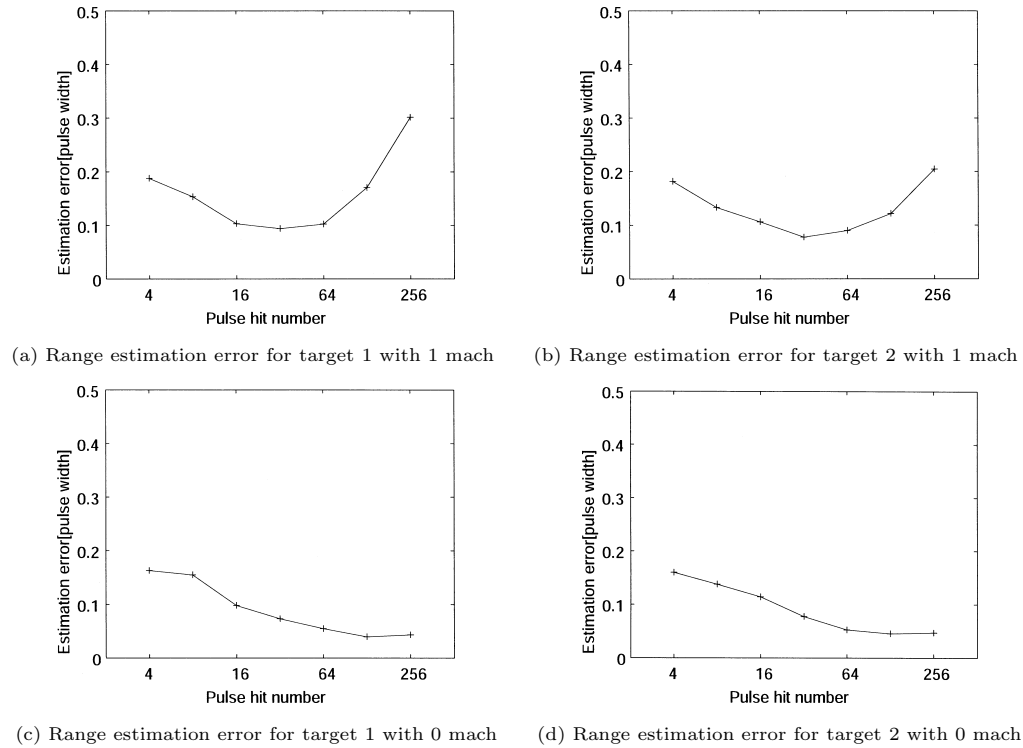 0.5
0.4
0.3
0.2
0.1
0
Estimation error[pulse width]
4 16 64 256
Pulse hit number
(a) Range estimation error for target 1 with 1 mach
0.5
0.4
0.3
0.2
0.1
0
Estimation error[pulse width]
4 16 64 256
Pulse hit number
(b) Range estimation error for target 2 with 1 mach
0.5
0.4
0.3
0.2
0.1
0
Estimation error[pulse width]
4 16 64 256
Pulse hit number
(c) Range estimation error for target 1 with 0 mach
0.5
0.4
0.3
0.2
0.1
0
Estimation error[pulse width]
4 16 64 256
Pulse hit number
(d) Range estimation error for target 2 with 0 mach